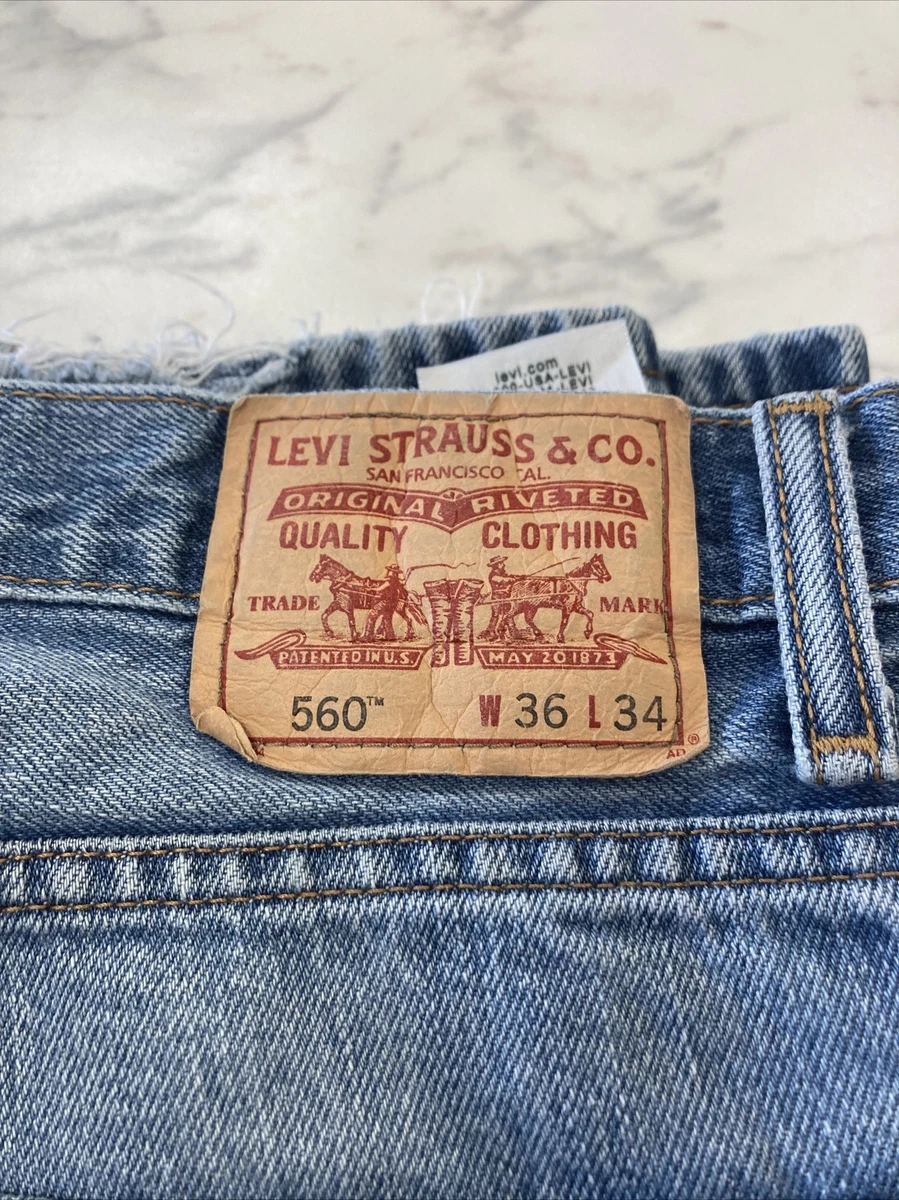 levi.com
LEVI STRAUSS & CO.
SAN FRANCISCO CAL.
ORIGINAL RIVETED
QUALITY CLOTHING
TRADE MARK
PATENTED IN U.S. MAY 20 1873
560™ W 36 L 34
AD®